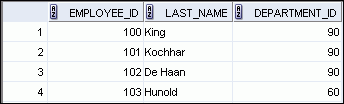 EMPLOYEE_ID LAST_NAME DEPARTMENT_ID
1 100 King 90
2 101 Kochhar 90
3 102 De Haan 90
4 103 Hunold 60